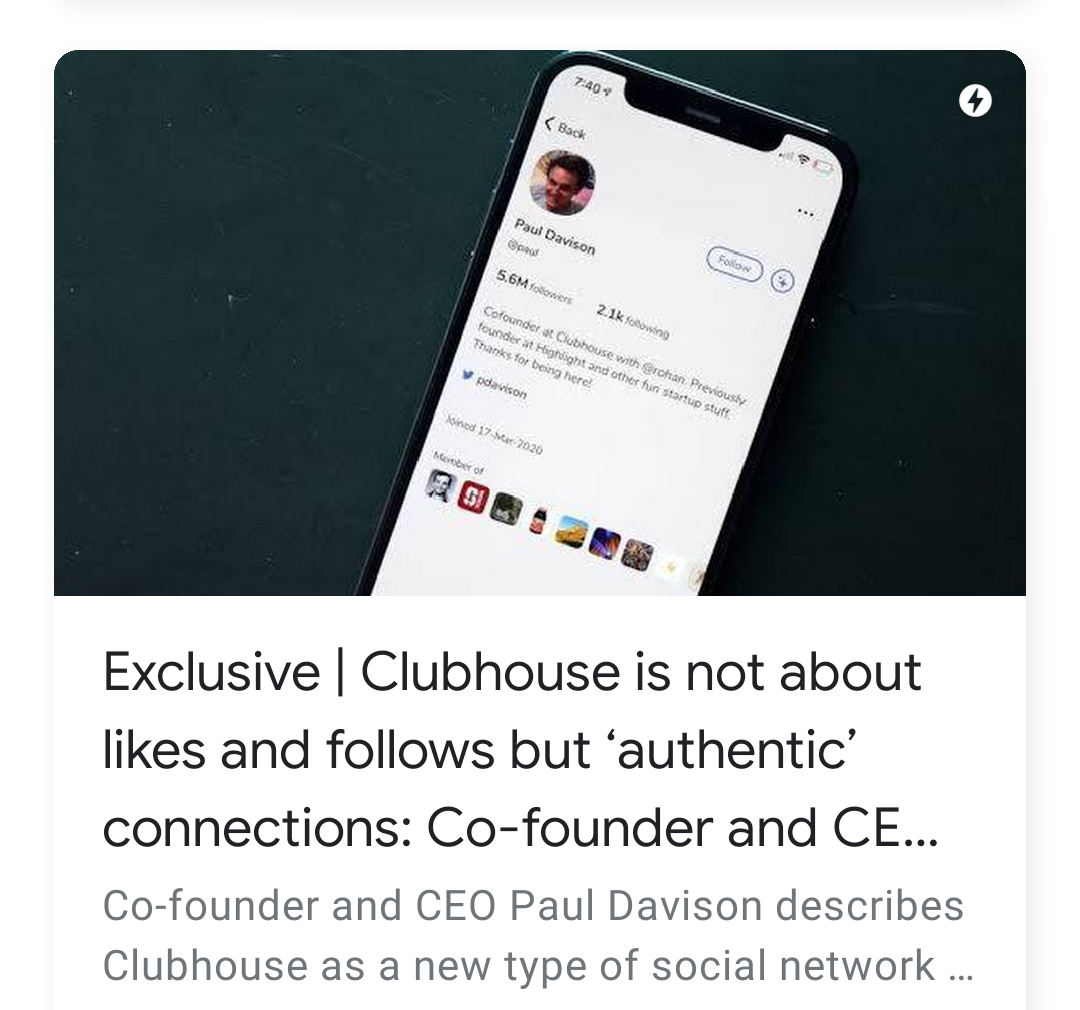 7:40
Back
Paul Davison
@paul
Follow
5.6M followers 2.1k following
Cofounder at Clubhouse with @rohan. Previously
founder at Highlight and other fun startup stuff.
Thanks for being here!
pdavison
Joined 17-Mar-2020
Member of
Exclusive | Clubhouse is not about
likes and follows but ‘authentic’
connections: Co-founder and CE...
Co-founder and CEO Paul Davison describes
Clubhouse as a new type of social network ...